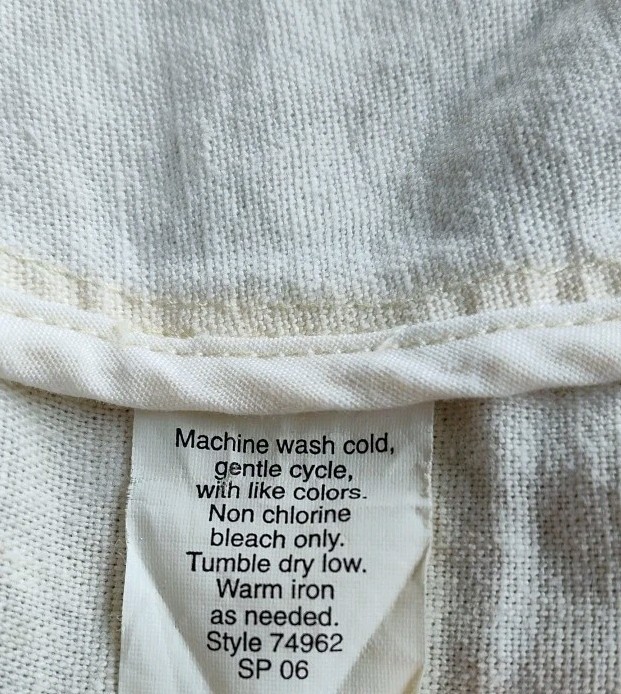 Machine wash cold,
gentle cycle,
with like colors.
Non chlorine
bleach only.
Tumble dry low.
Warm iron
as needed.
Style 74962
SP 06